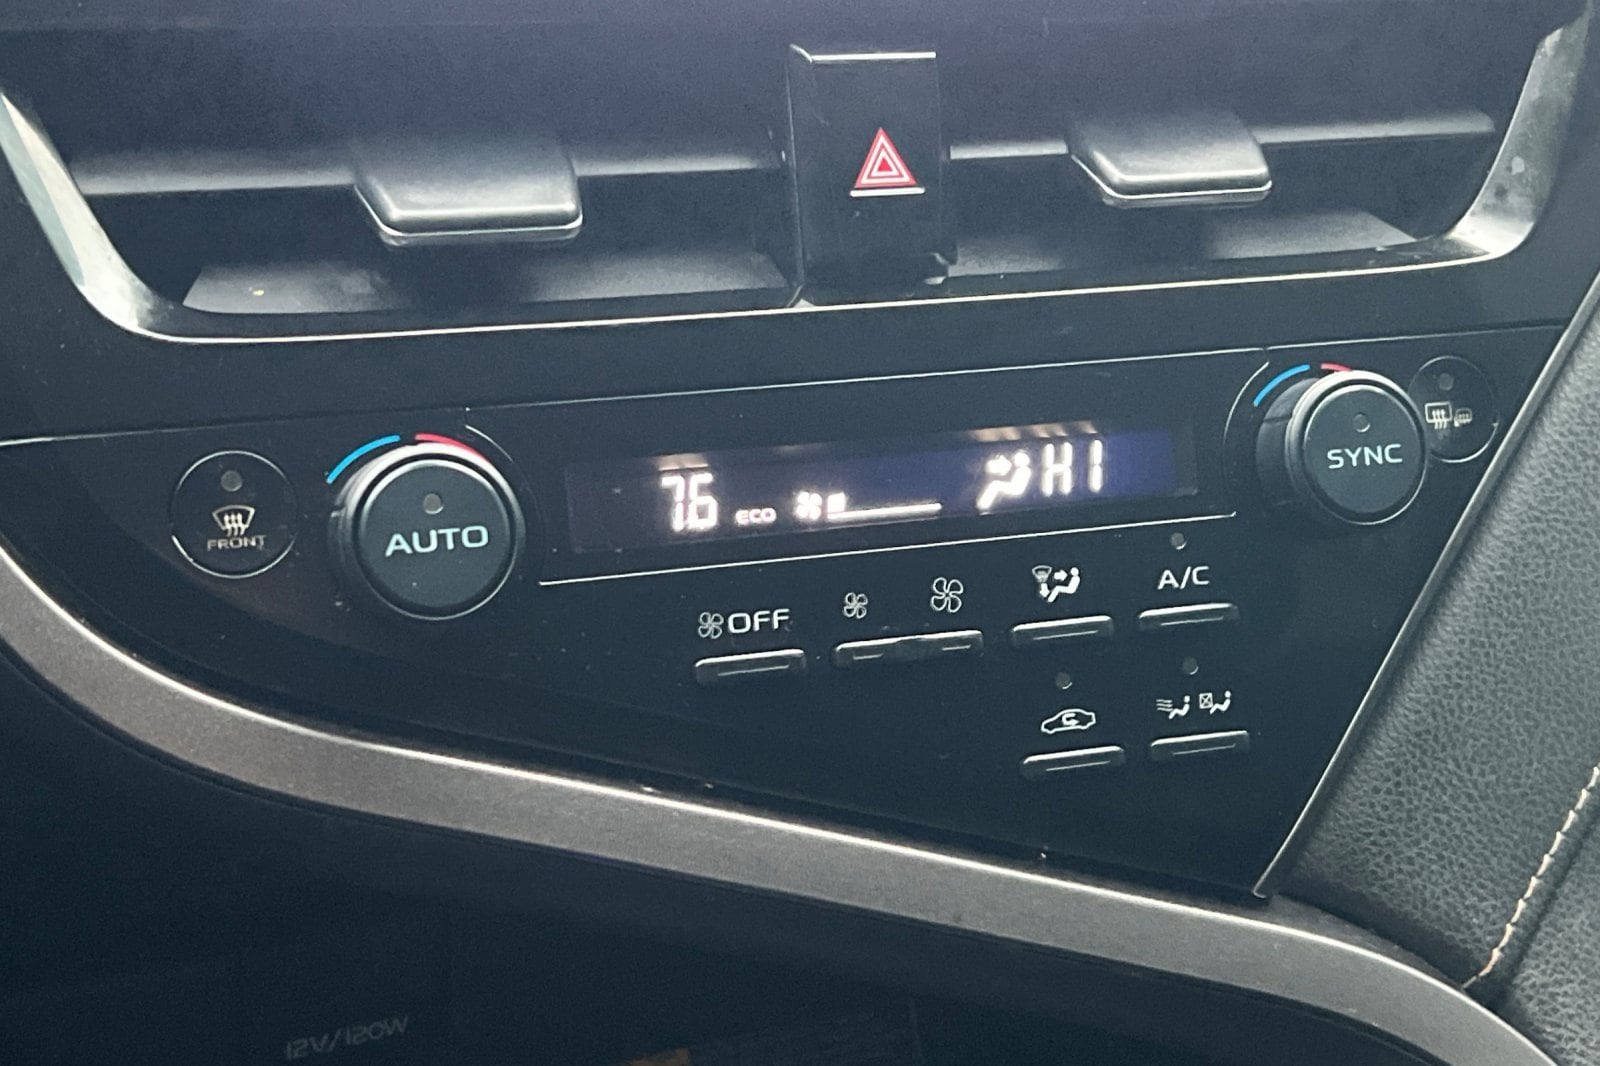 FRONT
AUTO
76 ECO HI
SYNC
OFF
A/C
12V/120W